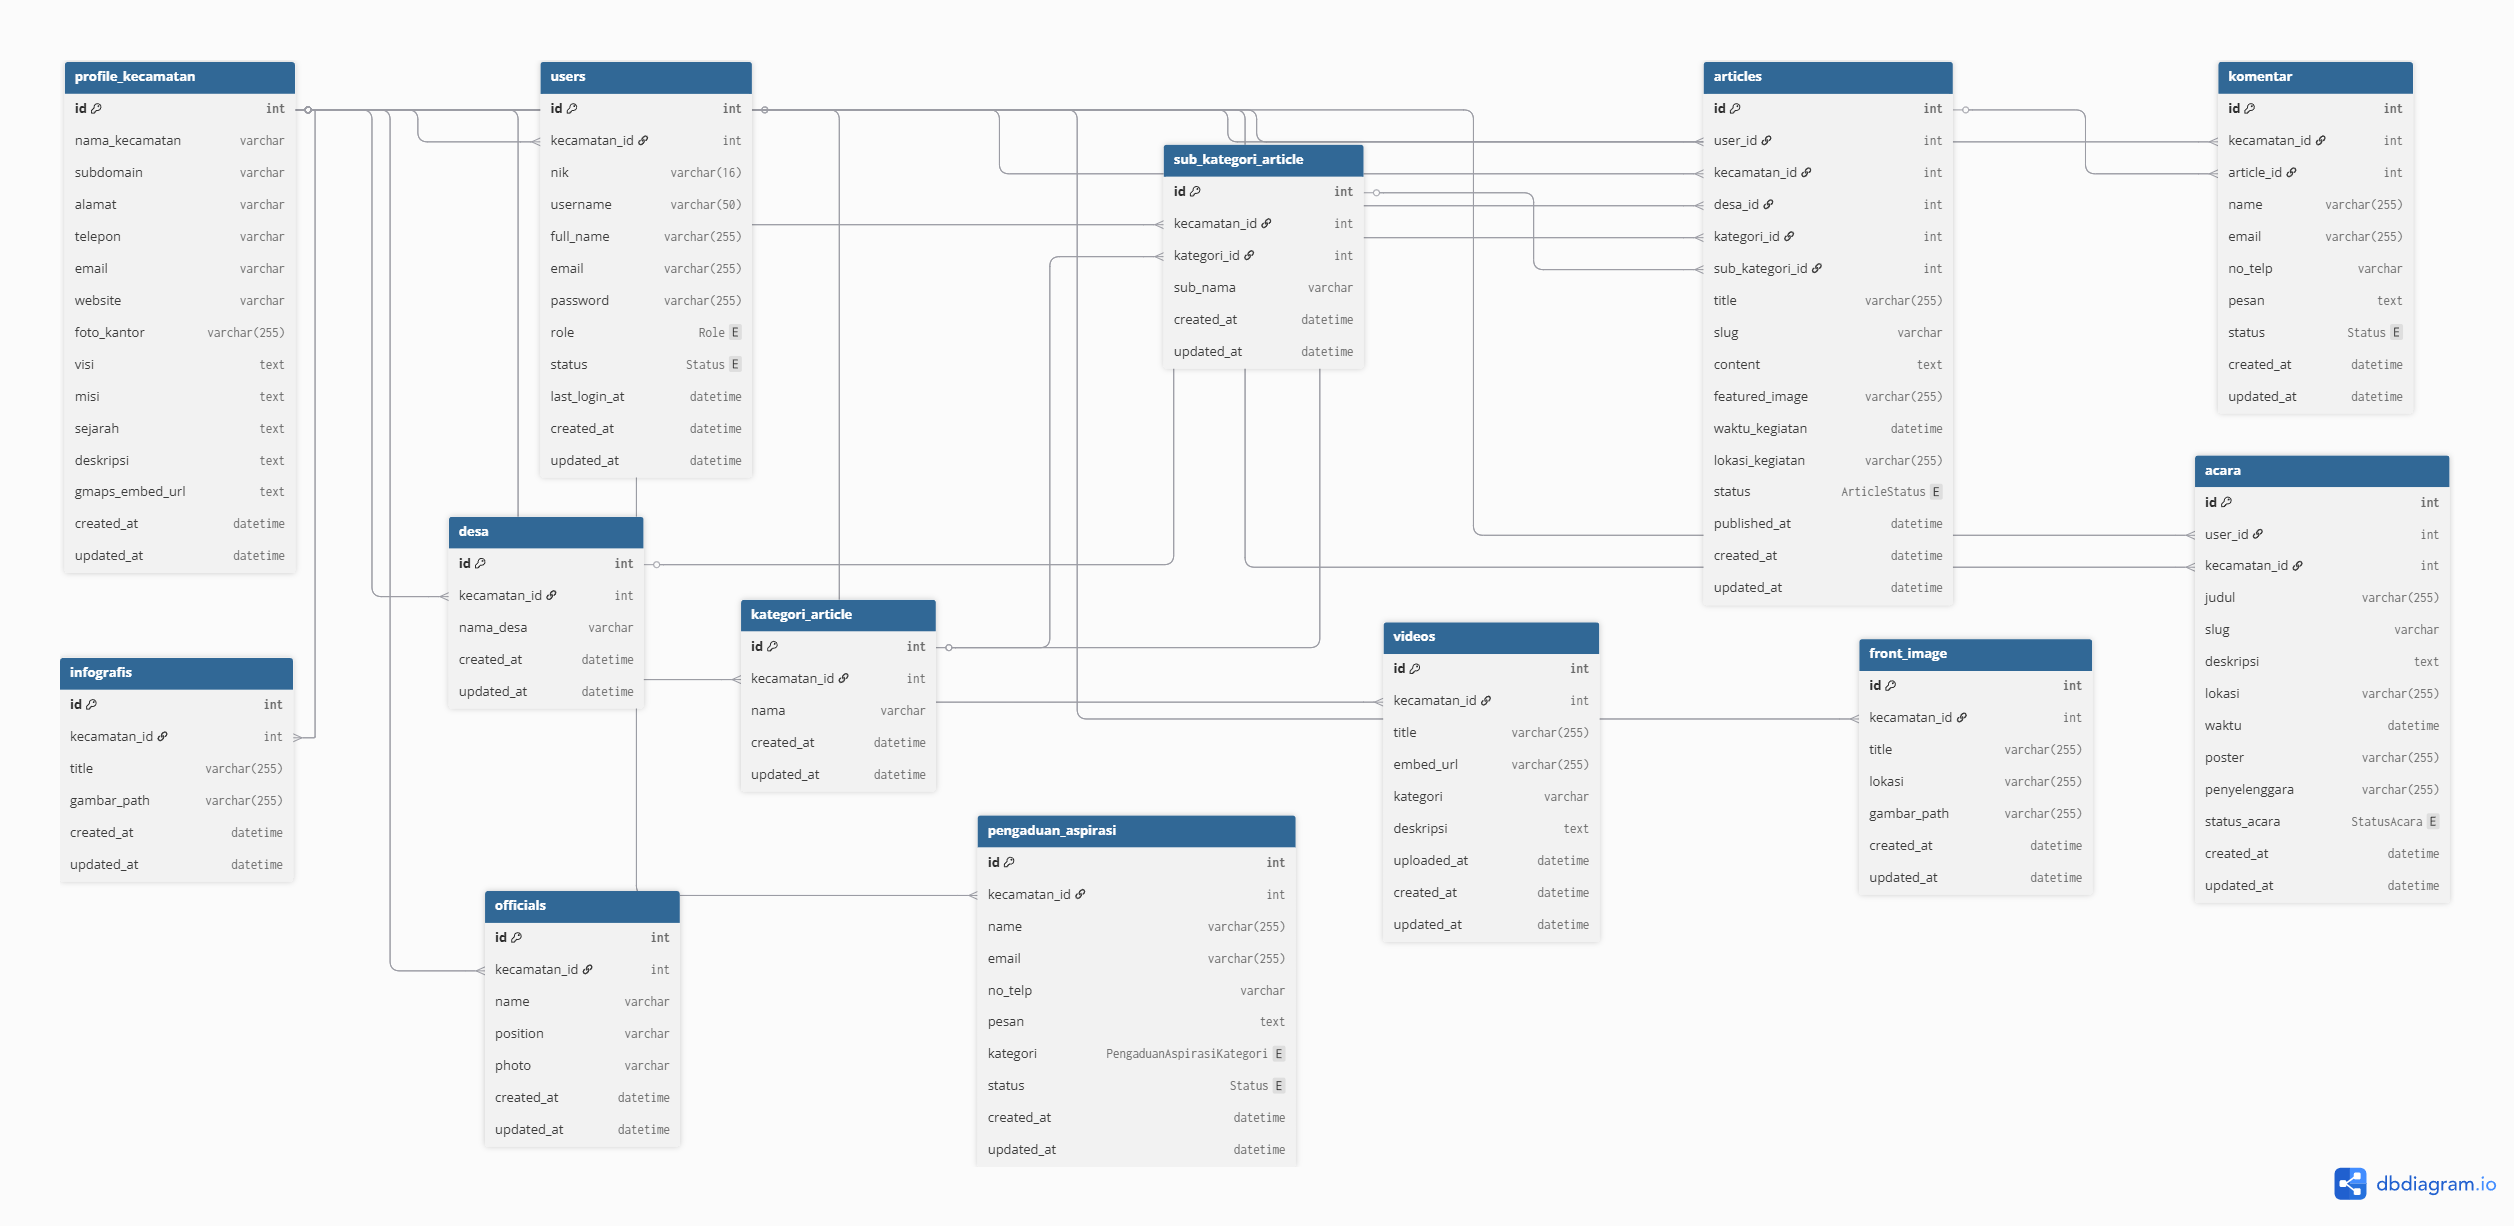 profile_kecamatan
id int
nama_kecamatan varchar
subdomain varchar
alamat varchar
telepon varchar
email varchar
website varchar
foto_kantor varchar(255)
visi text
misi text
sejarah text
deskripsi text
gmaps_embed_url text
created_at datetime
updated_at datetime
users
id int
kecamatan_id int
nik varchar(16)
username varchar(50)
full_name varchar(255)
email varchar(255)
password varchar(255)
role Role E
status Status E
last_login_at datetime
created_at datetime
updated_at datetime
sub_kategori_article
id int
kecamatan_id int
kategori_id int
sub_nama varchar
created_at datetime
updated_at datetime
articles
id int
user_id int
kecamatan_id int
desa_id int
kategori_id int
sub_kategori_id int
title varchar(255)
slug varchar
content text
featured_image varchar(255)
waktu_kegiatan datetime
lokasi_kegiatan varchar(255)
status ArticleStatus E
published_at datetime
created_at datetime
updated_at datetime
komentar
id int
kecamatan_id int
article_id int
name varchar(255)
email varchar(255)
no_telp varchar
pesan text
status Status E
created_at datetime
updated_at datetime
acara
id int
user_id int
kecamatan_id int
judul varchar(255)
slug varchar
deskripsi text
lokasi varchar(255)
waktu datetime
poster varchar(255)
penyelenggara varchar(255)
status_acara StatusAcara E
created_at datetime
updated_at datetime
desa
id int
kecamatan_id int
nama_desa varchar
created_at datetime
updated_at datetime
kategori_article
id int
kecamatan_id int
nama varchar
created_at datetime
updated_at datetime
videos
id int
kecamatan_id int
title varchar(255)
embed_url varchar(255)
kategori varchar
deskripsi text
uploaded_at datetime
created_at datetime
updated_at datetime
front_image
id int
kecamatan_id int
title varchar(255)
lokasi varchar(255)
gambar_path varchar(255)
created_at datetime
updated_at datetime
infografis
id int
kecamatan_id int
title varchar(255)
gambar_path varchar(255)
created_at datetime
updated_at datetime
officials
id int
kecamatan_id int
name varchar
position varchar
photo varchar
created_at datetime
updated_at datetime
pengaduan_aspirasi
id int
kecamatan_id int
name varchar(255)
email varchar(255)
no_telp varchar
pesan text
kategori PengaduanAspirasiKategori E
status Status E
created_at datetime
updated_at datetime
dbdiagram.io